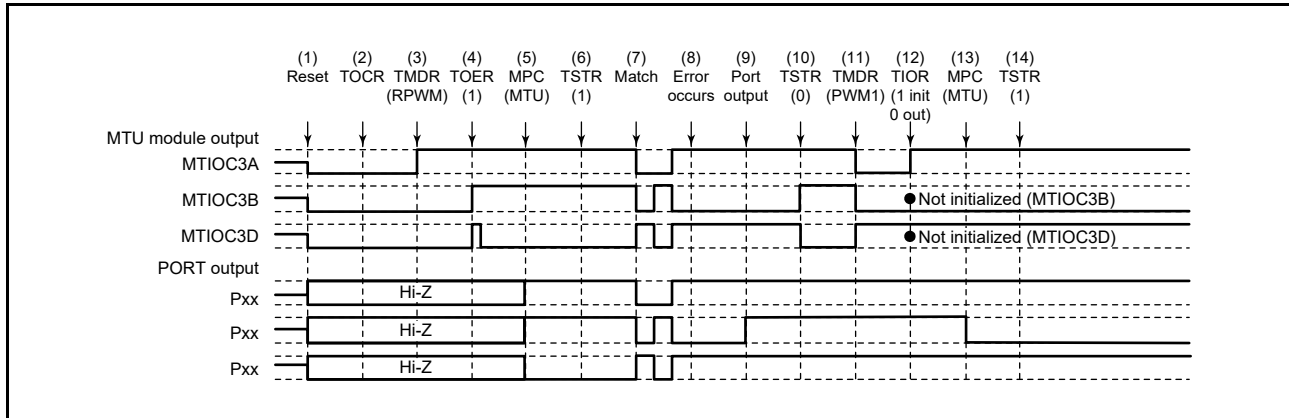 (1) (2) (3) (4) (5) (6) (7) (8) (9) (10) (11) (12) (13) (14)
Reset TOCR TMDR TOER MPC TSTR Match Error Port TSTR TMDR TIOR MPC TSTR
(RPWM) (1) (MTU) (1) occurs output (0) (PWM1) (1 init (MTU) (1)
0 out)
MTU module output
MTIOC3A
MTIOC3B
Not initialized (MTIOC3B)
MTIOC3D
Not initialized (MTIOC3D)
PORT output
Pxx Hi-Z
Pxx Hi-Z
Pxx Hi-Z